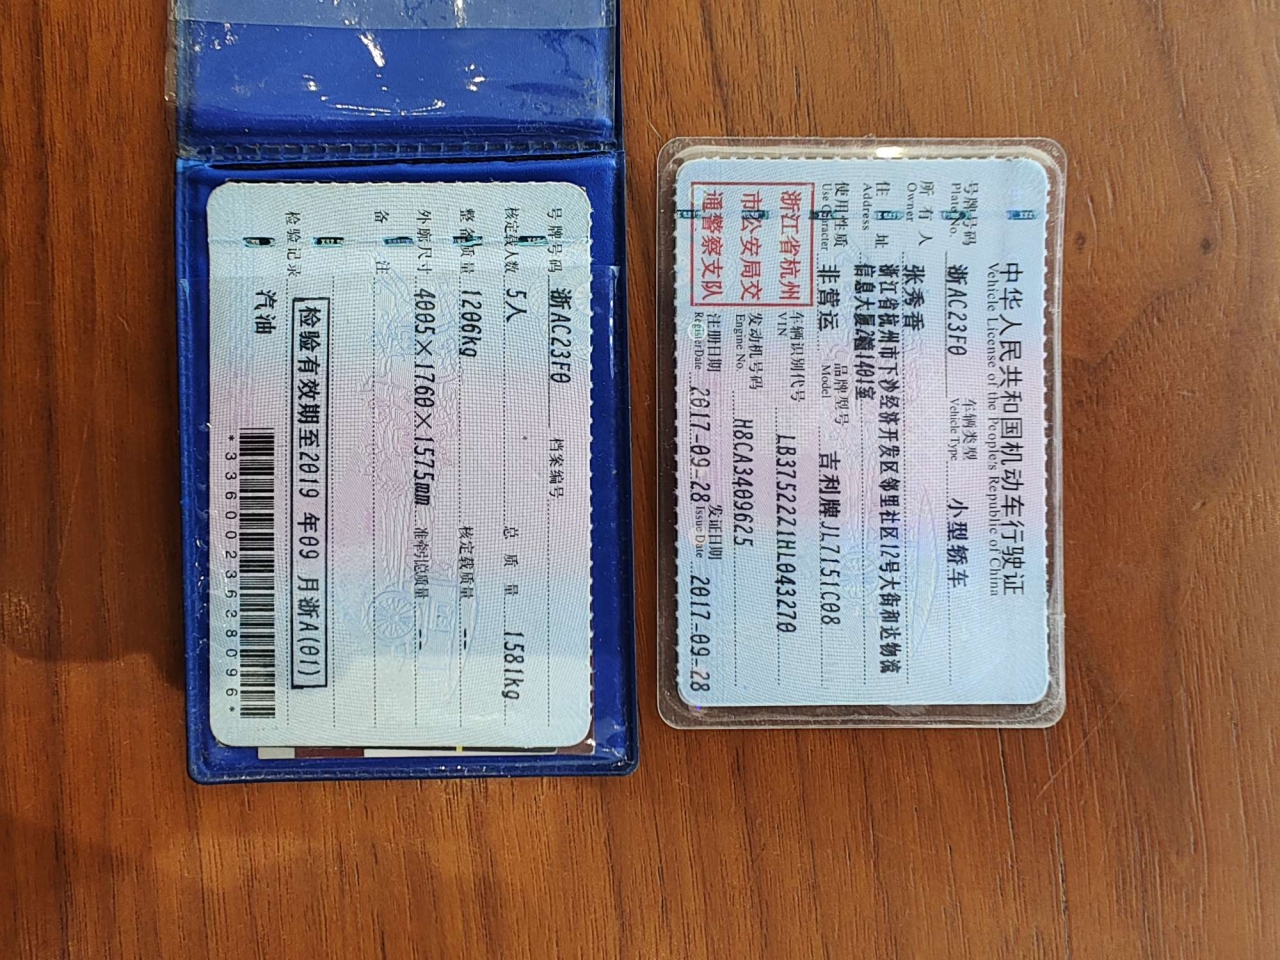 中华人民共和国机动车行驶证
Vehicle License of the People's Republic of China
号牌号码 浙AC23F0 车辆类型 小型轿车
Plate No. Vehicle Type
所有人 张秀香
Owner
住址 浙江省杭州市下沙经济开发区邻里社区12号大街和达物流
Address 信息大厦2幢1401室
使用性质 非营运 品牌型号 吉利牌JL7151C08
Use Character Model
浙江省杭州
市公安局交
通警察支队
车辆识别代号 LB37522Z1HL043270
VIN
发动机号码 H8CA3409625
Engine No.
注册日期 2017-09-28 发证日期 2017-09-28
Register Date Issue Date
号牌号码 浙AC23F0 档案编号
核定载人数 5人 总质量 1581kg
整备质量 1206kg 核定载质量 --
外廓尺寸 4005×1760×1575mm 准牵引总质量 --
备注
检验记录 检验有效期至2019 年09 月浙A(01)
汽油
*3360023638096*